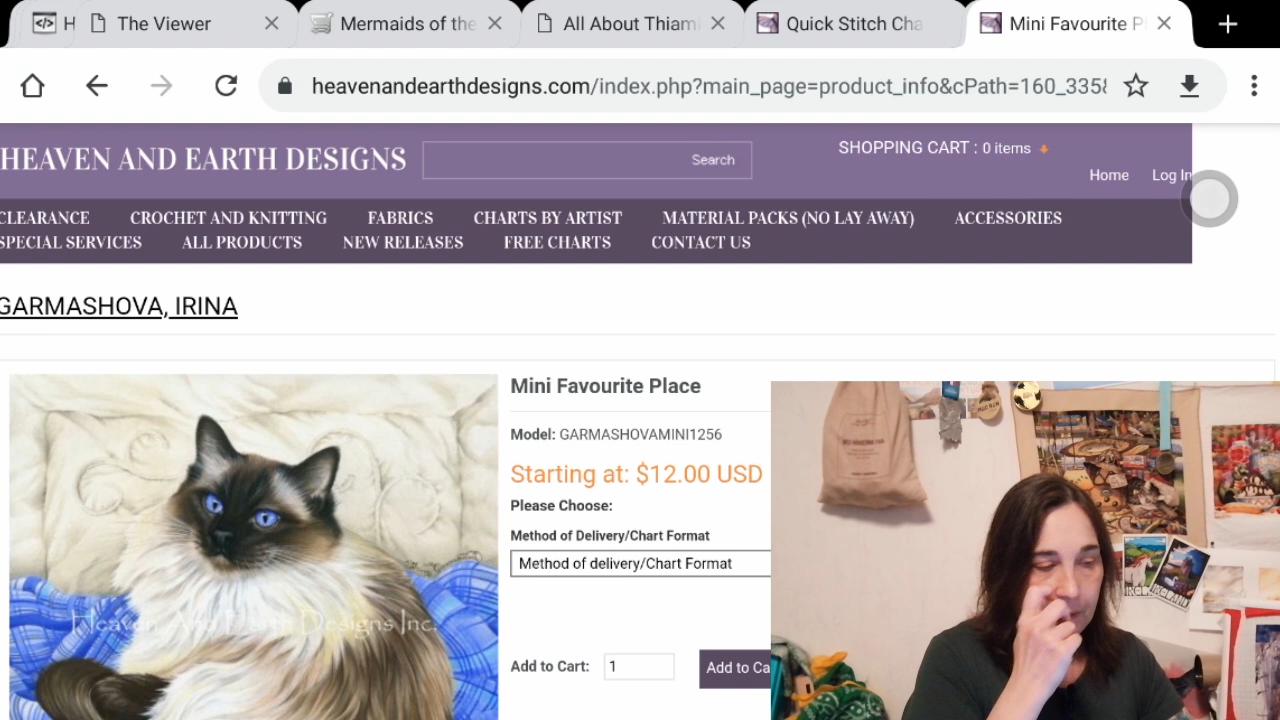 H
The Viewer
Mermaids of the
All About Thiami
Quick Stitch Cha
Mini Favourite P
heavenandearthdesigns.com/index.php?main_page=product_info&cPath=160_335&
HEAVEN AND EARTH DESIGNS
Search
SHOPPING CART : 0 items
Home Log In
CLEARANCE CROCHET AND KNITTING FABRICS CHARTS BY ARTIST MATERIAL PACKS (NO LAY AWAY) ACCESSORIES
SPECIAL SERVICES ALL PRODUCTS NEW RELEASES FREE CHARTS CONTACT US
GARMASHOVA, IRINA
Mini Favourite Place
Model: GARMASHOVAMINI1256
Starting at: $12.00 USD
Please Choose:
Method of Delivery/Chart Format
Method of delivery/Chart Format
Heaven And Earth Designs Inc.
Add to Cart: 1 Add to Ca
IRELAND